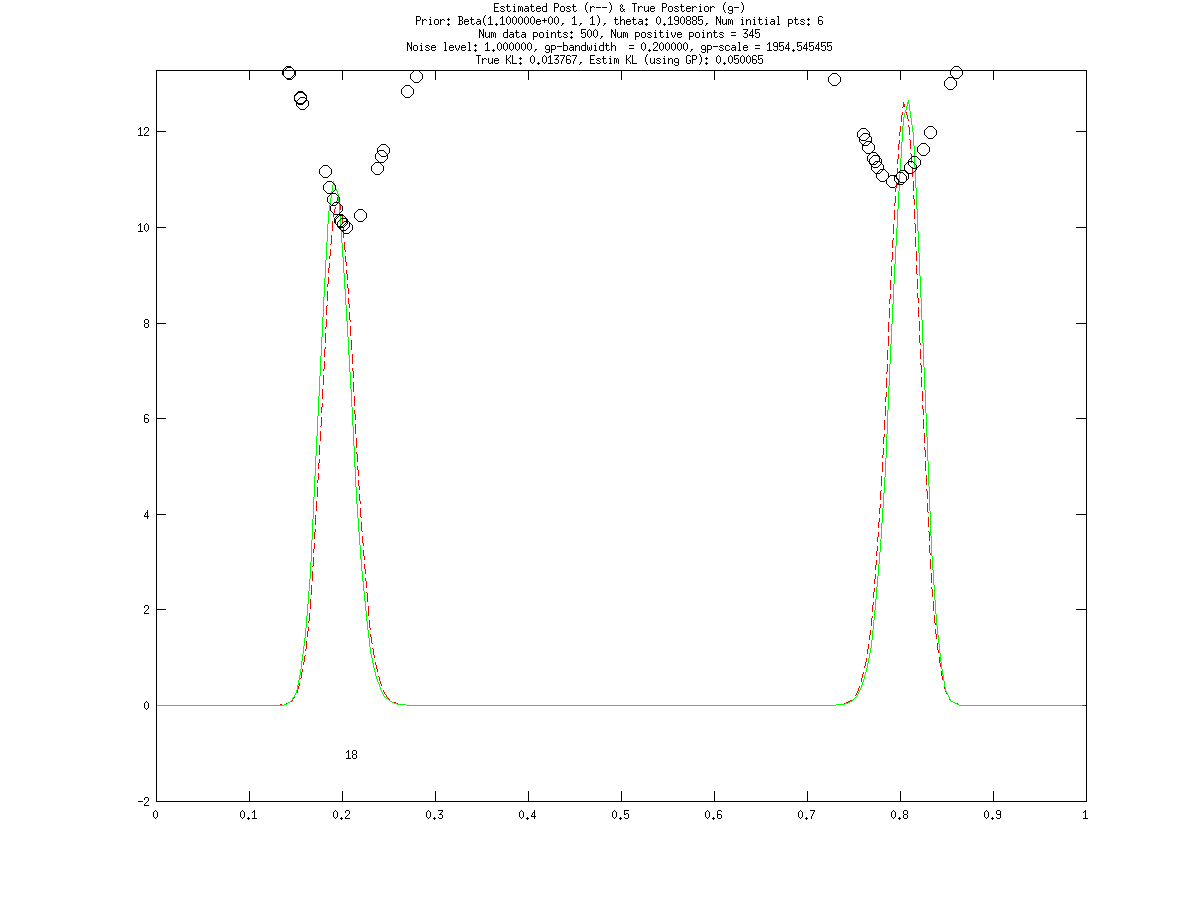 Estimated Post (r--) & True Posterior (g-)
Prior: Beta(1.100000e+00, 1, 1), theta: 0.190885, Num initial pts: 6
Num data points: 500, Num positive points = 345
Noise level: 1.000000, gp-bandwidth  = 0.200000, gp-scale = 1954.545455
True KL: 0.013767, Estim KL (using GP): 0.050065
12
10
8
6
4
2
0
18
-2
0 0.1 0.2 0.3 0.4 0.5 0.6 0.7 0.8 0.9 1